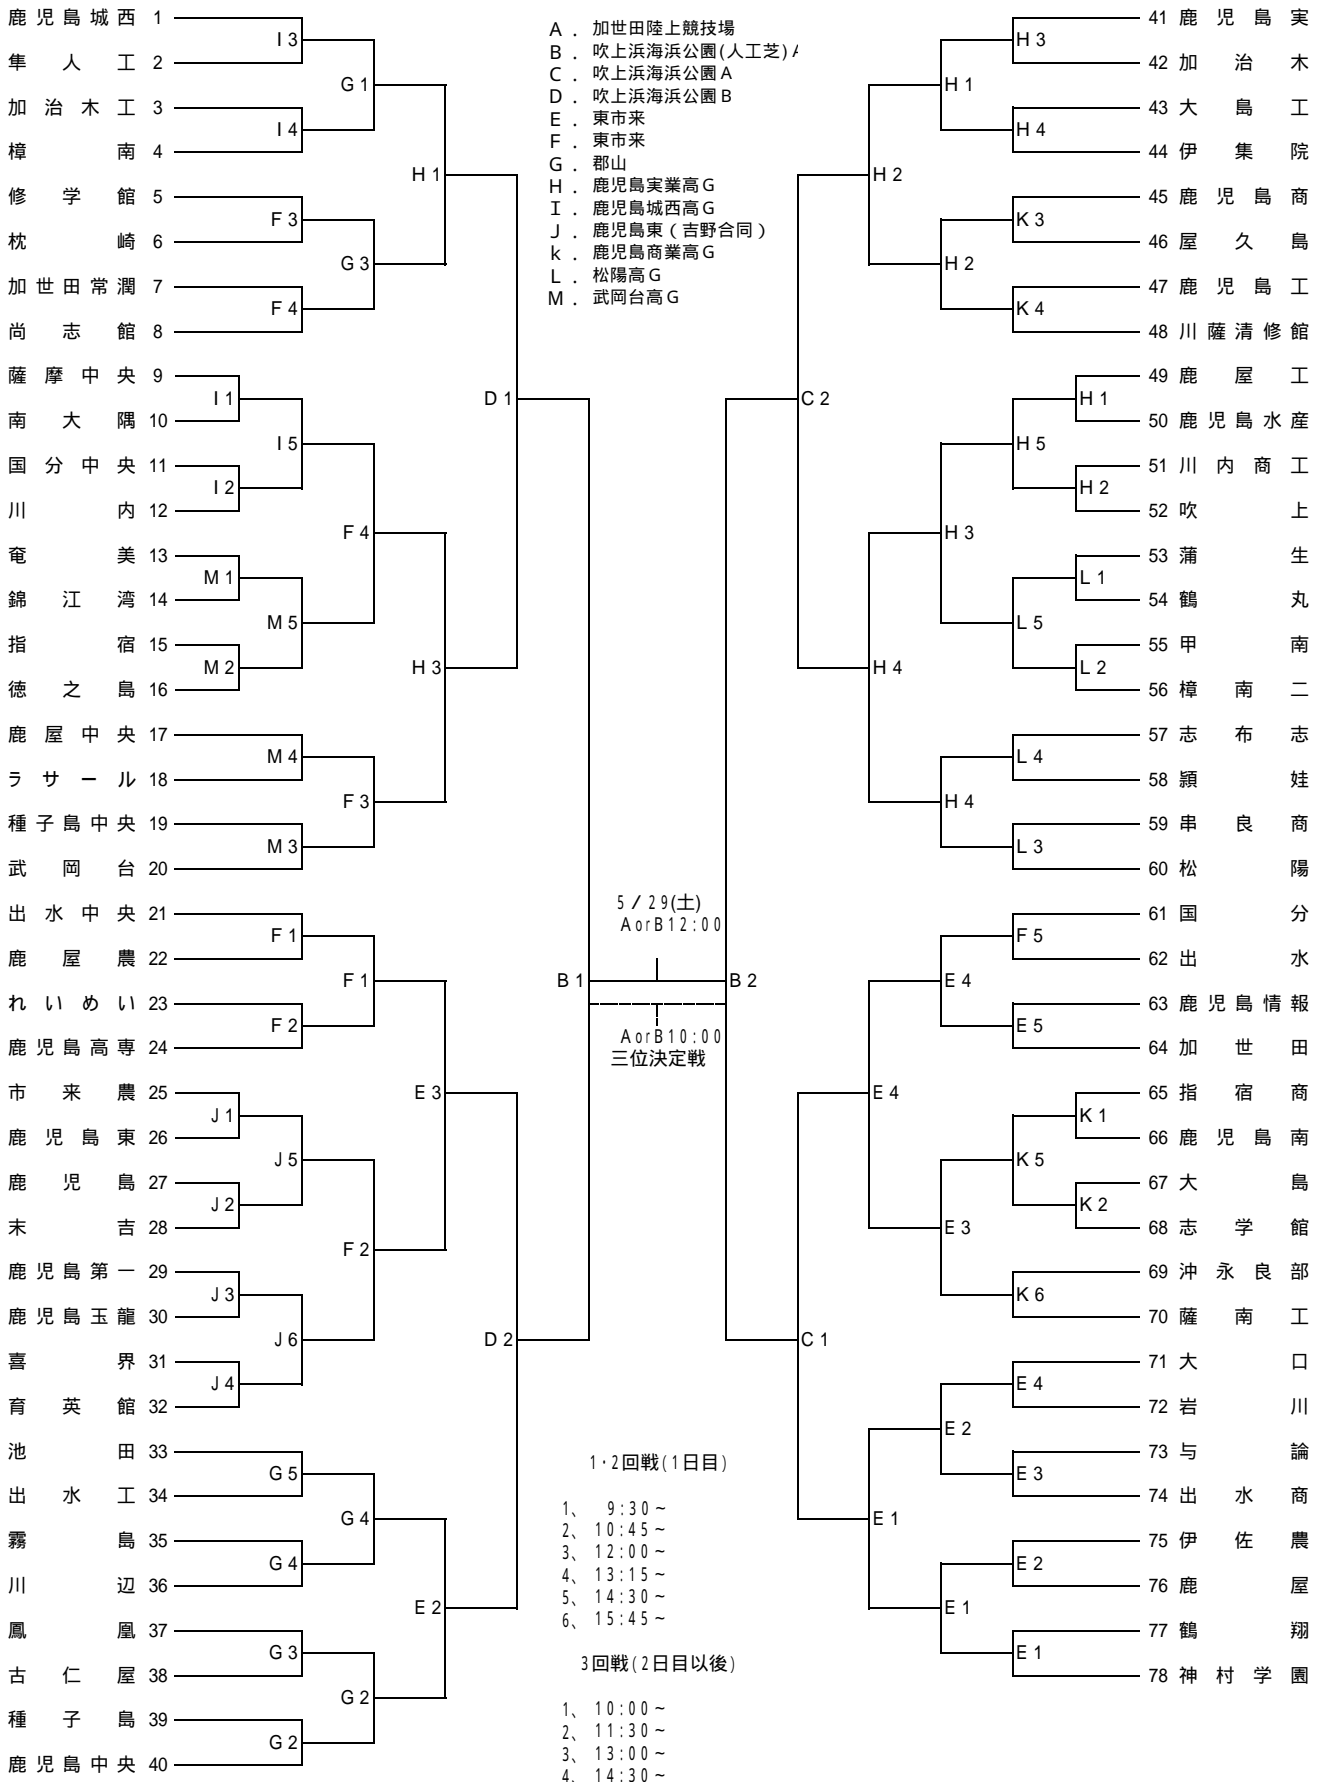 鹿児島城西 1
I 3
隼人工 2
G 1
加治木工 3
I 4
樟南 4
H 1
修学館 5
F 3
枕崎 6
G 3
加世田常潤 7
F 4
尚志館 8
薩摩中央 9
I 1
D 1
南大隅 10
I 5
国分中央 11
I 2
川内 12
F 4
奄美 13
M 1
錦江湾 14
M 5
指宿 15
M 2
H 3
徳之島 16
鹿屋中央 17
M 4
ラサール 18
F 3
種子島中央 19
M 3
武岡台 20
出水中央 21
F 1
鹿屋農 22
F 1
B 1
れいめい 23
F 2
鹿児島高専 24
市来農 25
E 3
J 1
鹿児島東 26
J 5
鹿児島 27
J 2
末吉 28
F 2
鹿児島第一 29
J 3
鹿児島玉龍 30
J 6
D 2
喜界 31
J 4
育英館 32
池田 33
G 5
出水工 34
G 4
霧島 35
G 4
川辺 36
E 2
鳳凰 37
G 3
古仁屋 38
G 2
種子島 39
G 2
鹿児島中央 40
A . 加世田陸上競技場
B . 吹上浜海浜公園(人工芝)
C . 吹上浜海浜公園A
D . 吹上浜海浜公園B
E . 東市来
F . 東市来
G . 郡山
H . 鹿児島実業高G
I . 鹿児島城西高G
J . 鹿児島東(吉野合同)
k . 鹿児島商業高G
L . 松陽高G
M . 武岡台高G
5/29(土)
AorB12:00
AorB10:00
三位決定戦
1・2回戦(1日目)
1、 9:30~
2、 10:45~
3、 12:00~
4、 13:15~
5、 14:30~
6、 15:45~
3回戦(2日目以後)
1、 10:00~
2、 11:30~
3、 13:00~
4、 14:30~
41 鹿児島実
H 3
42 加治木
H 1
43 大島工
H 4
44 伊集院
H 2
45 鹿児島商
K 3
46 屋久島
H 2
47 鹿児島工
K 4
48 川薩清修館
49 鹿屋工
H 1
C 2
50 鹿児島水産
H 5
51 川内商工
H 2
52 吹上
H 3
53 蒲生
L 1
54 鶴丸
L 5
55 甲南
L 2
H 4
56 樟南二
57 志布志
L 4
58 頴娃
H 4
59 串良商
L 3
60 松陽
61 国分
F 5
62 出水
E 4
B 2
63 鹿児島情報
E 5
64 加世田
65 指宿商
E 4
K 1
66 鹿児島南
K 5
67 大島
K 2
68 志学館
E 3
69 沖永良部
K 6
70 薩南工
C 1
71 大口
E 4
72 岩川
E 2
73 与論
E 3
74 出水商
E 1
75 伊佐農
E 2
76 鹿屋
E 1
77 鶴翔
E 1
78 神村学園